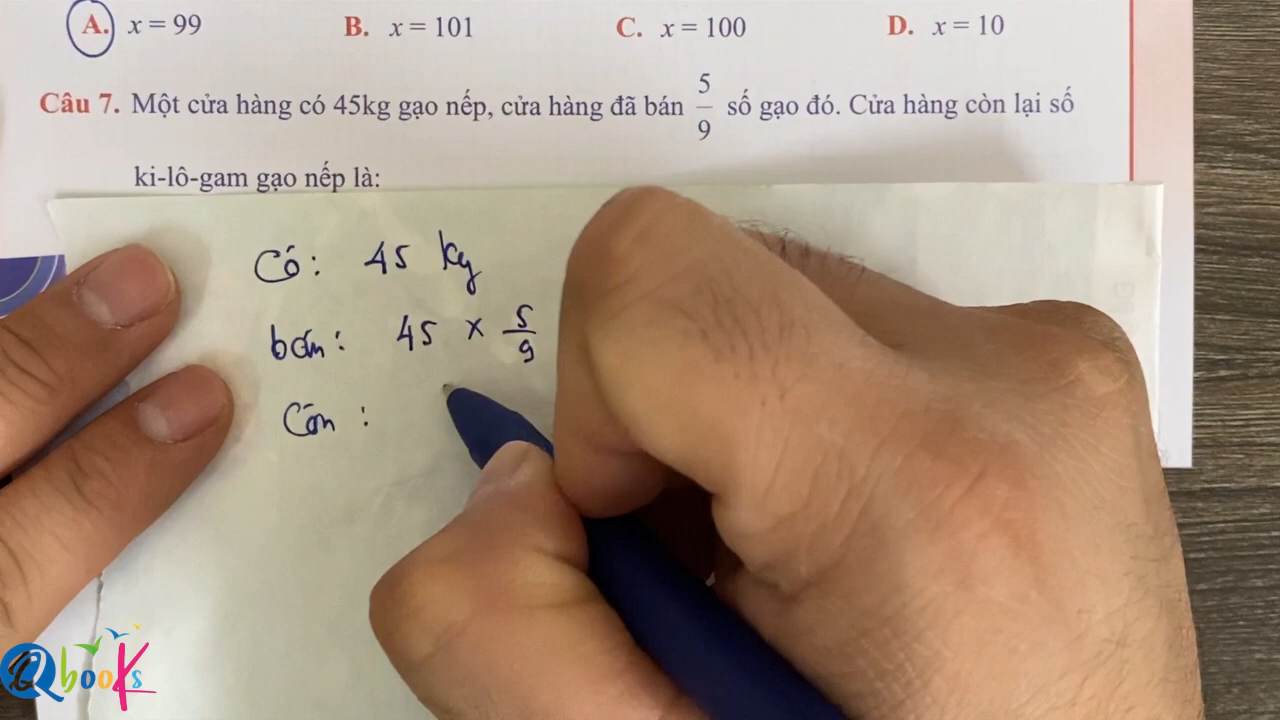 A. x = 99 B. x = 101 C. x = 100 D. x = 10
Câu 7. Một cửa hàng có 45kg gạo nếp, cửa hàng đã bán 5/9 số gạo đó. Cửa hàng còn lại số
ki-lô-gam gạo nếp là:
Có: 45 kg
bán: 45 x 5/9
Còn :
Qbooks